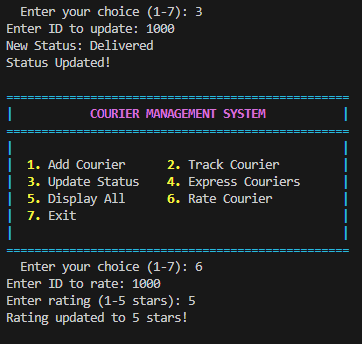 Enter your choice (1-7): 3
Enter ID to update: 1000
New Status: Delivered
Status Updated!
==================================================
| COURIER MANAGEMENT SYSTEM |
==================================================
| |
| 1. Add Courier 2. Track Courier |
| 3. Update Status 4. Express Couriers |
| 5. Display All 6. Rate Courier |
| 7. Exit |
| |
==================================================
Enter your choice (1-7): 6
Enter ID to rate: 1000
Enter rating (1-5 stars): 5
Rating updated to 5 stars!